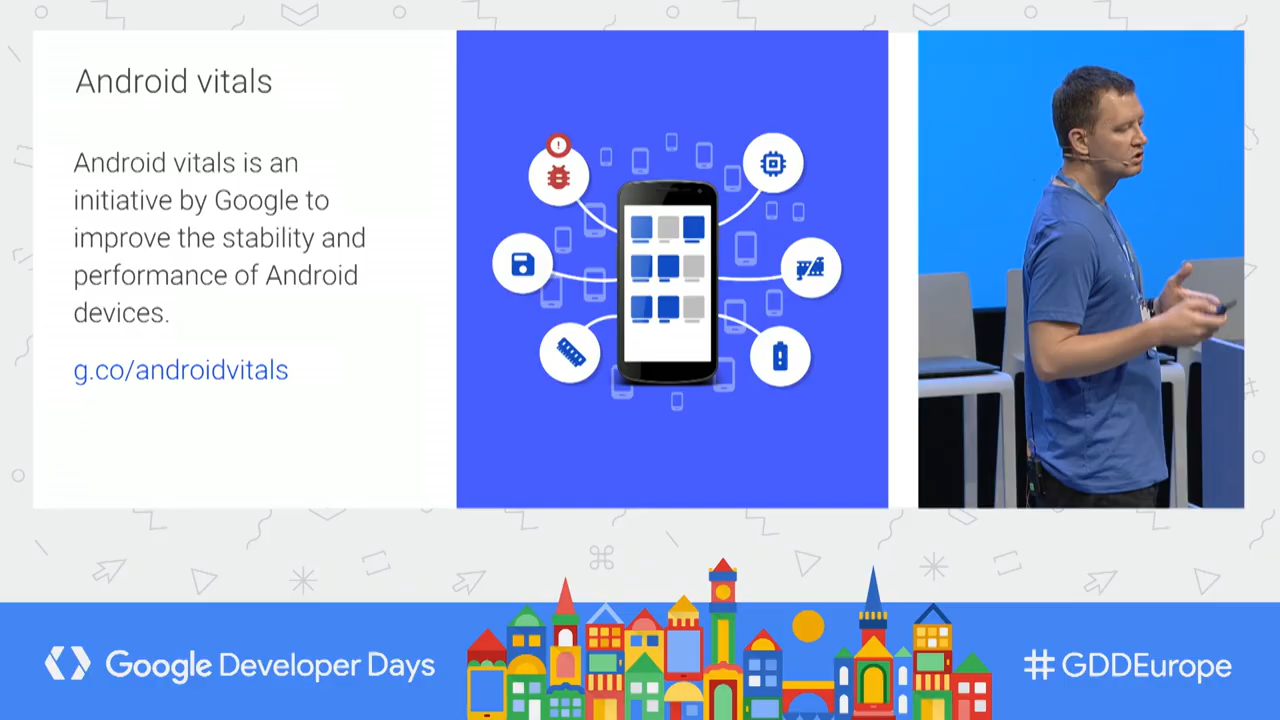 Android vitals
Android vitals is an
initiative by Google to
improve the stability and
performance of Android
devices.
g.co/androidvitals
Google Developer Days
#GDDEurope